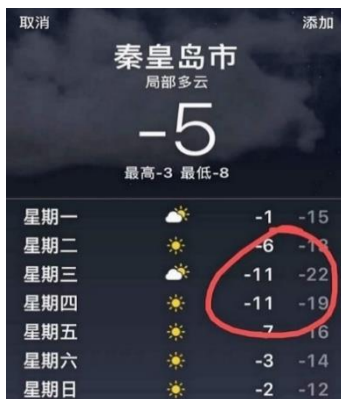 取消 添加
秦皇岛市
局部多云
-5
最高-3 最低-8
星期一 -1 -15
星期二 -6 -13
星期三 -11 -22
星期四 -11 -19
星期五 7 16
星期六 -3 -14
星期日 -2 -12